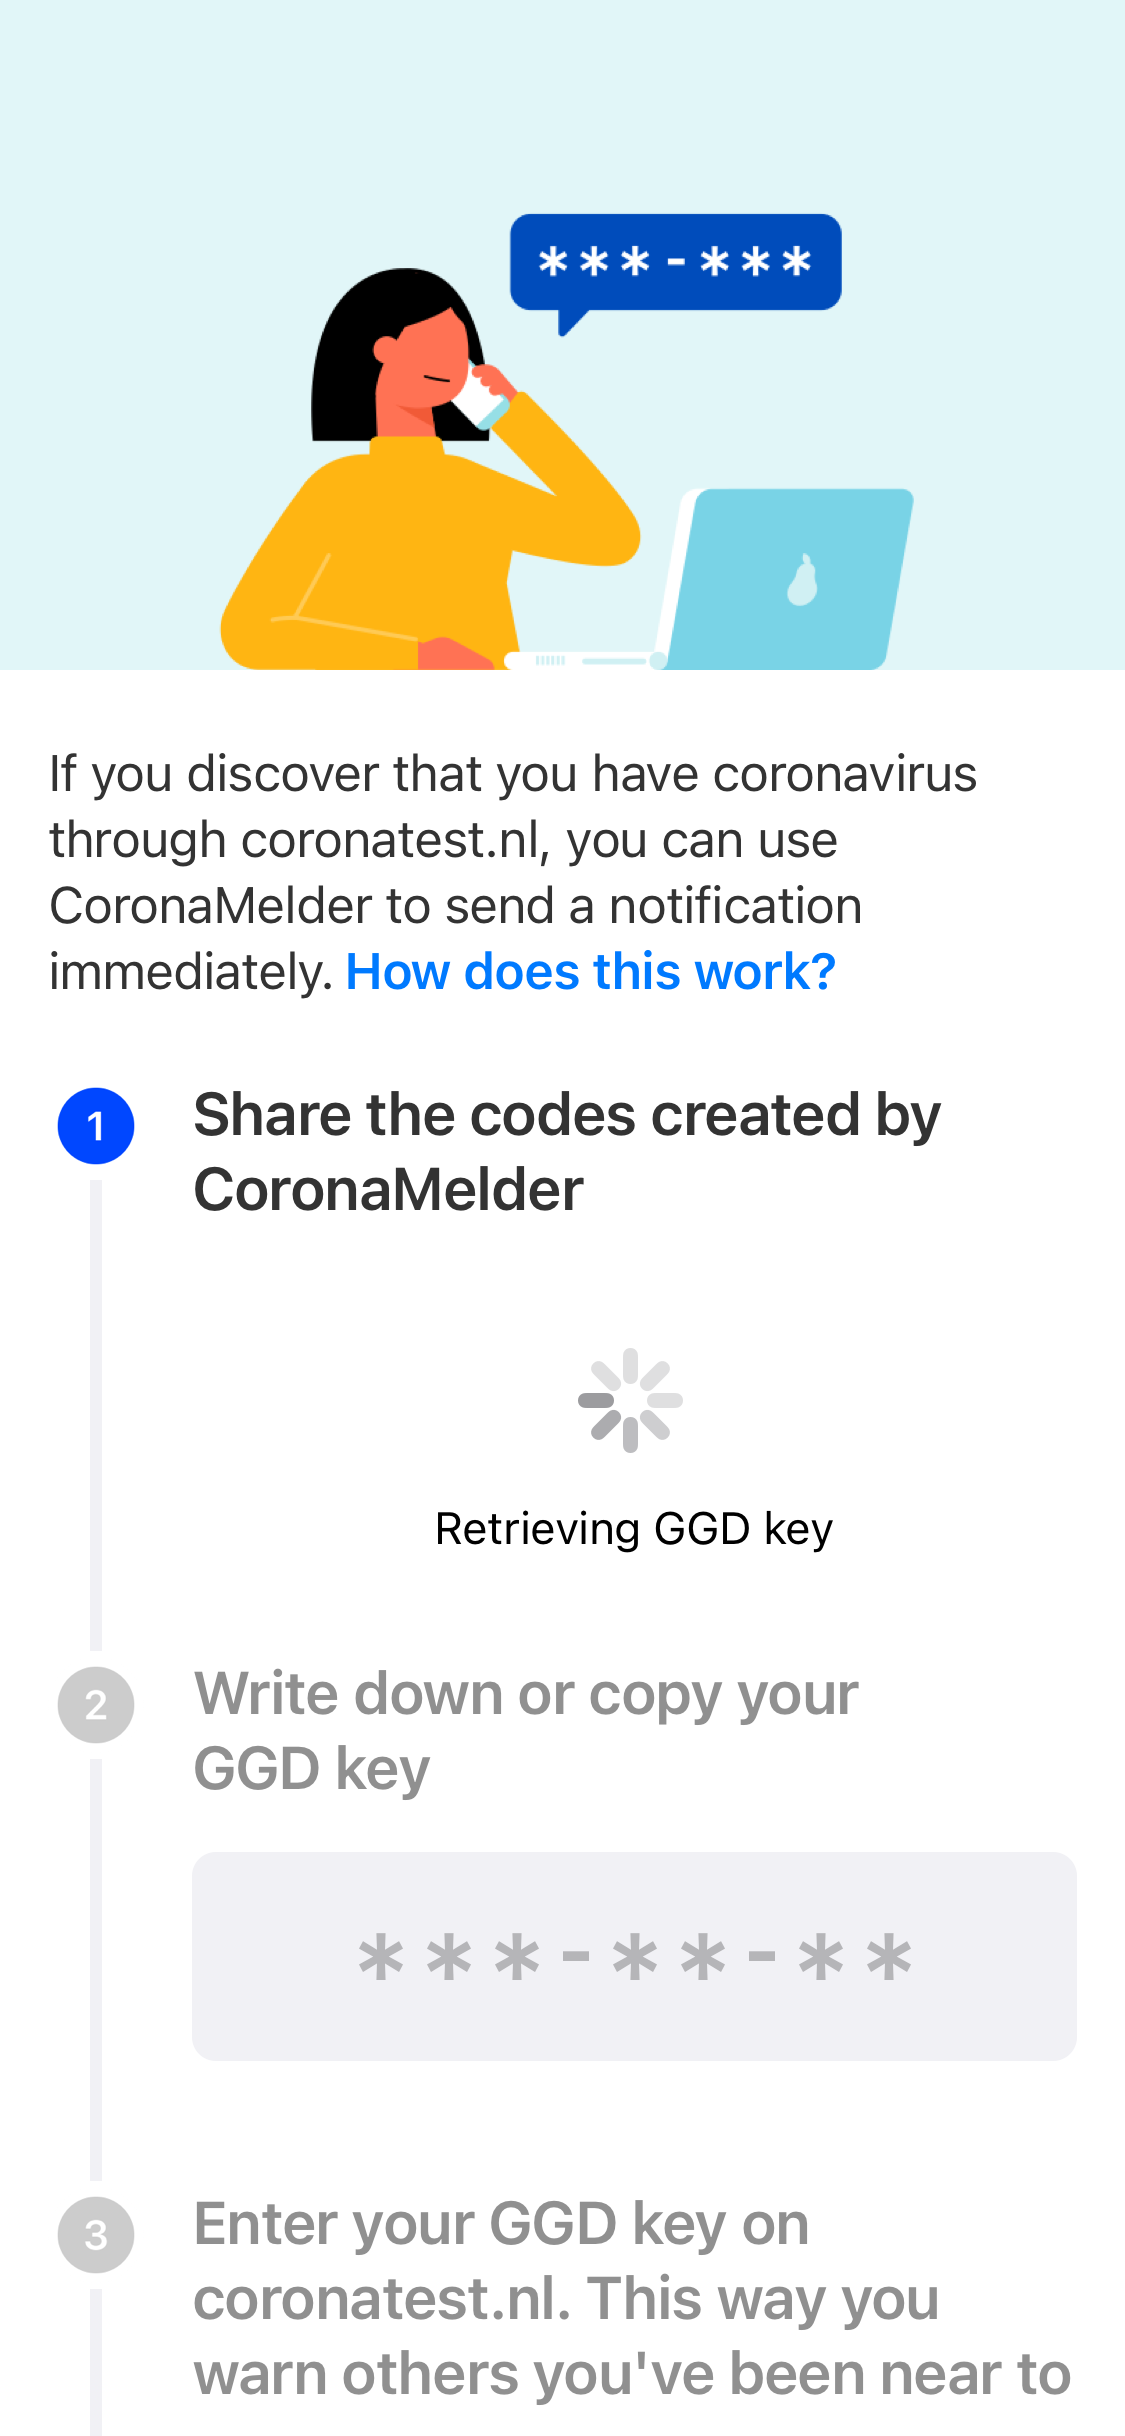 ***-***
If you discover that you have coronavirus
through coronatest.nl, you can use
CoronaMelder to send a notification
immediately. How does this work?
1
Share the codes created by
CoronaMelder
Retrieving GGD key
2
Write down or copy your
GGD key
***-**-**
3
Enter your GGD key on
coronatest.nl. This way you
warn others you've been near to